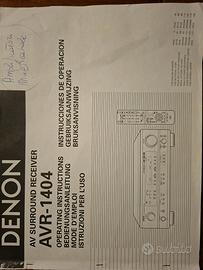 DENON
AV SURROUND RECEIVER
AVR-1404
OPERATING INSTRUCTIONS
BEDIENUNGSANLEITUNG
MODE D'EMPLOI
ISTRUZIONI PER L'USO
INSTRUCCIONES DE OPERACION
GEBRUIKSAANWIJZING
BRUKSANVISNING
subito